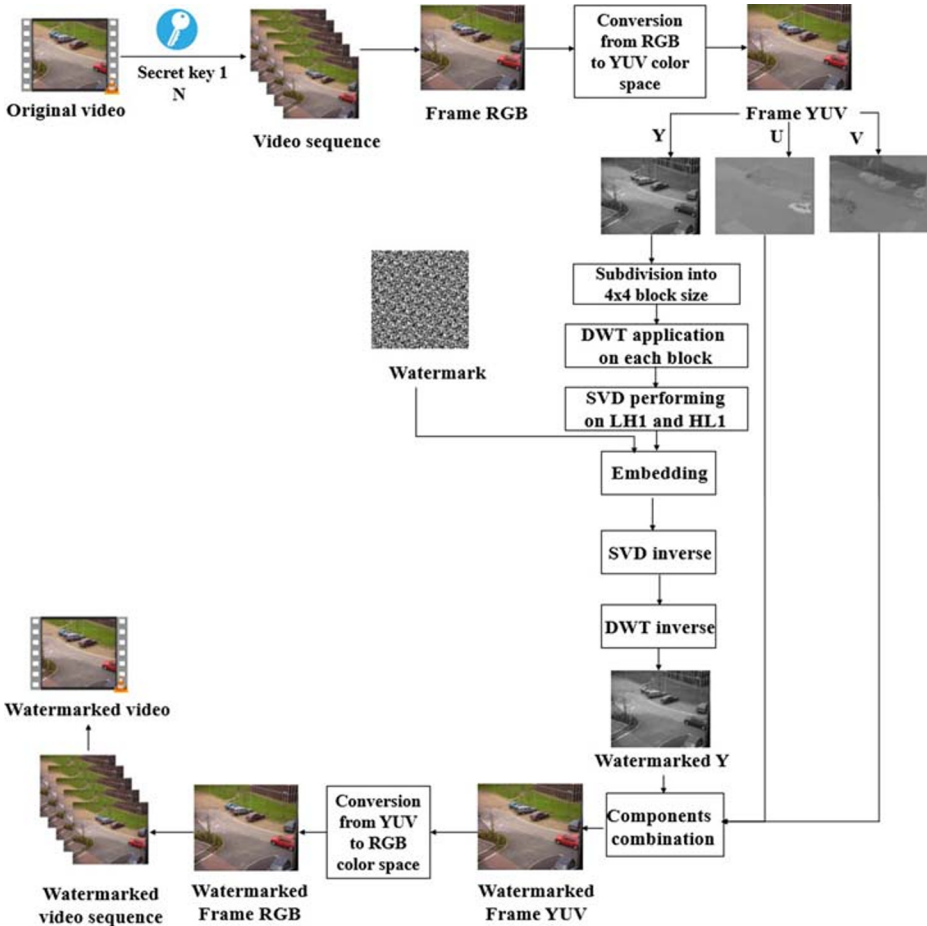 Original video
Secret key 1
N
Video sequence
Frame RGB
Conversion
from RGB
to YUV color
space
Frame YUV
Y
U
V
Subdivision into
4x4 block size
DWT application
on each block
SVD performing
on LH1 and HL1
Watermark
Embedding
SVD inverse
DWT inverse
Watermarked Y
Components
combination
Watermarked
Frame YUV
Conversion
from YUV
to RGB
color space
Watermarked
Frame RGB
Watermarked
video sequence
Watermarked video